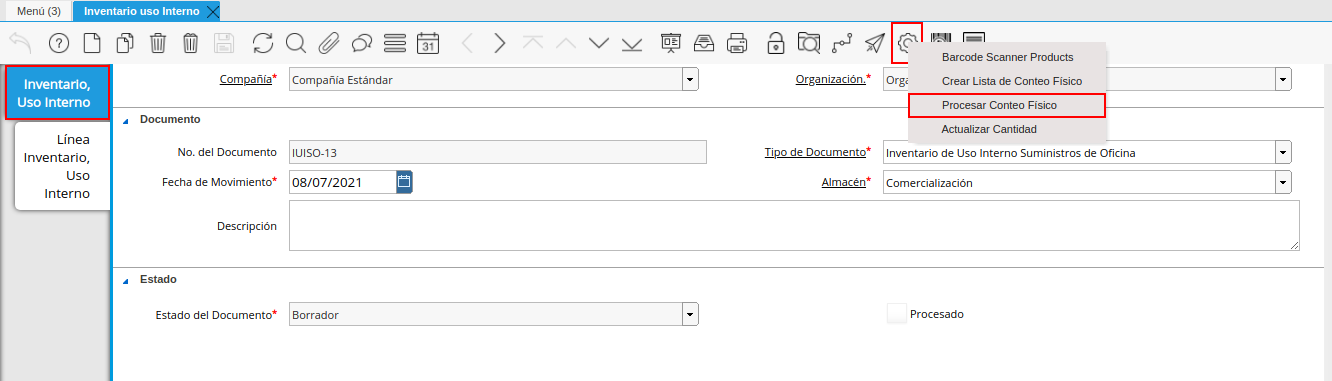 Menú (3)
Inventario uso Interno
31
Barcode Scanner Products
Crear Lista de Conteo Físico
Procesar Conteo Físico
Actualizar Cantidad
Inventario,
Uso Interno
Línea
Inventario,
Uso
Interno
Compañía* Compañía Estándar
Organización.* Orga
Documento
No. del Documento IUISO-13
Tipo de Documento* Inventario de Uso Interno Suministros de Oficina
Fecha de Movimiento* 08/07/2021
Almacén* Comercialización
Descripción
Estado
Estado del Documento* Borrador
Procesado